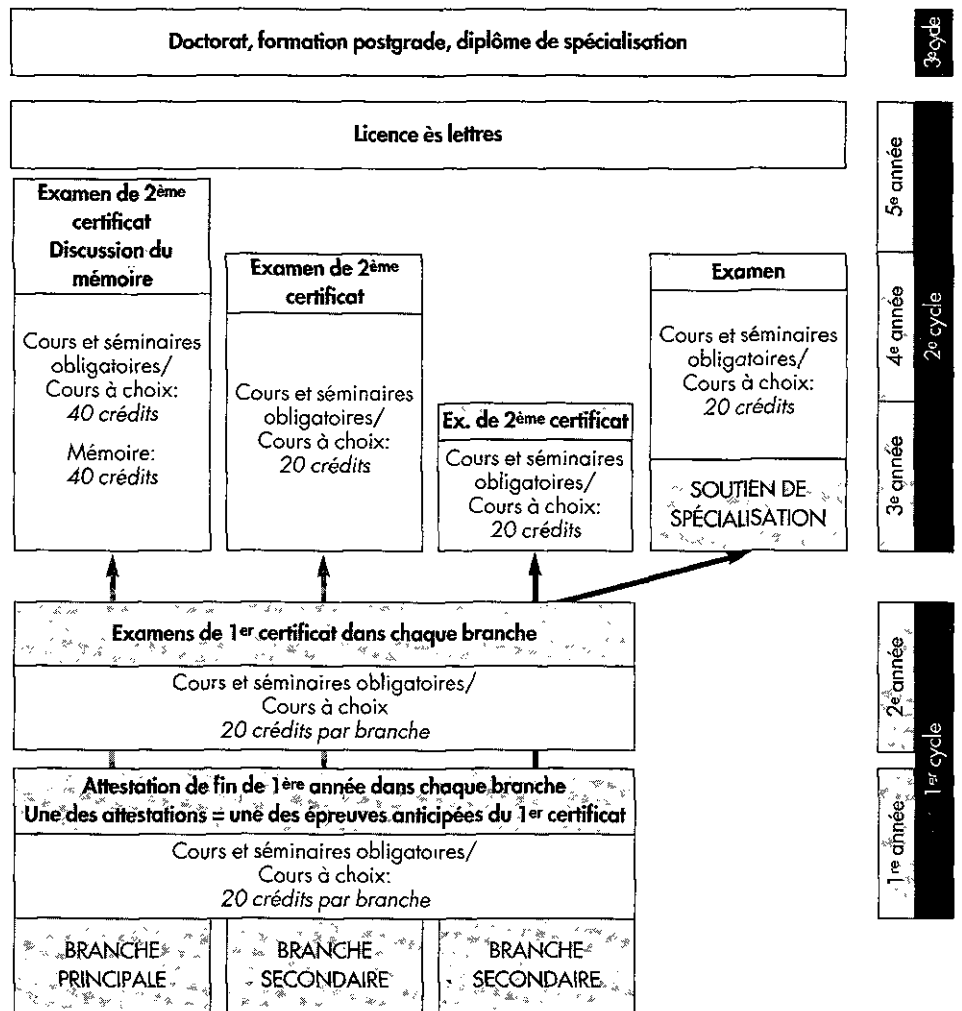 Doctorat, formation postgrade, diplôme de spécialisation
3e cycle
Licence ès lettres
5e année
4e année
3e année
2e cycle
Examen de 2ème
certificat
Discussion du
mémoire
Cours et séminaires
obligatoires/
Cours à choix:
40 crédits
Mémoire:
40 crédits
Examen de 2ème
certificat
Cours et séminaires
obligatoires/
Cours à choix:
20 crédits
Ex. de 2ème certificat
Cours et séminaires
obligatoires/
Cours à choix:
20 crédits
Examen
Cours et séminaires
obligatoires/
Cours à choix:
20 crédits
SOUTIEN DE
SPÉCIALISATION
Examens de 1er certificat dans chaque branche
Cours et séminaires obligatoires/
Cours à choix
20 crédits par branche
2e année
1er cycle
Attestation de fin de 1ère année dans chaque branche
Une des attestations = une des épreuves anticipées du 1er certificat
Cours et séminaires obligatoires/
Cours à choix:
20 crédits par branche
1re année
BRANCHE
PRINCIPALE
BRANCHE
SECONDAIRE
BRANCHE
SECONDAIRE